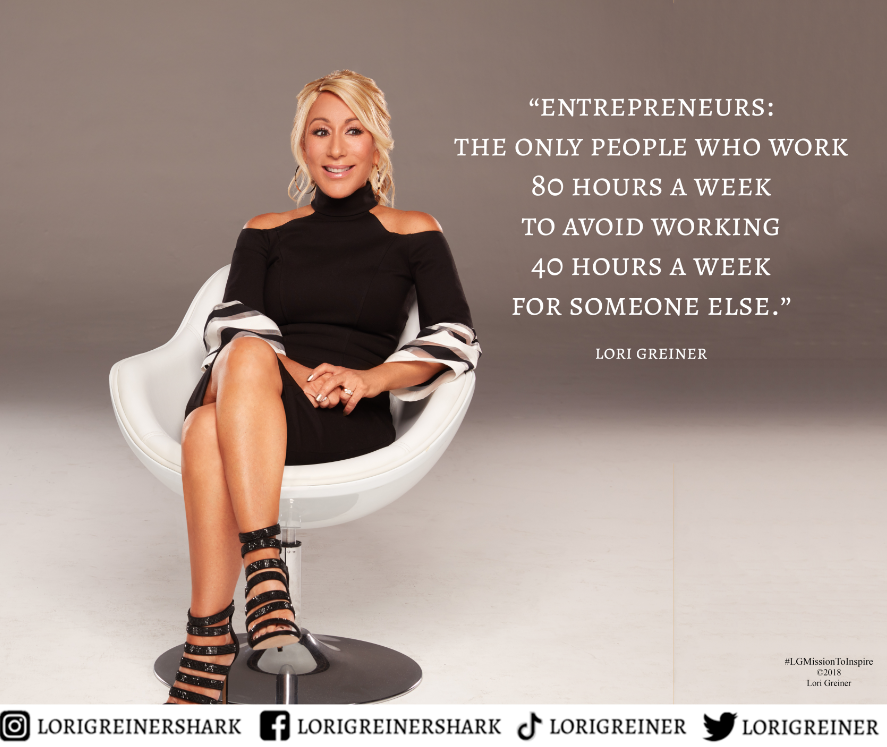 “ENTREPRENEURS:
THE ONLY PEOPLE WHO WORK
80 HOURS A WEEK
TO AVOID WORKING
40 HOURS A WEEK
FOR SOMEONE ELSE.”
LORI GREINER
#LGMissionToInspire
©2018
Lori Greiner
LORIGREINERSHARK LORIGREINERSHARK LORIGREINER LORIGREINER